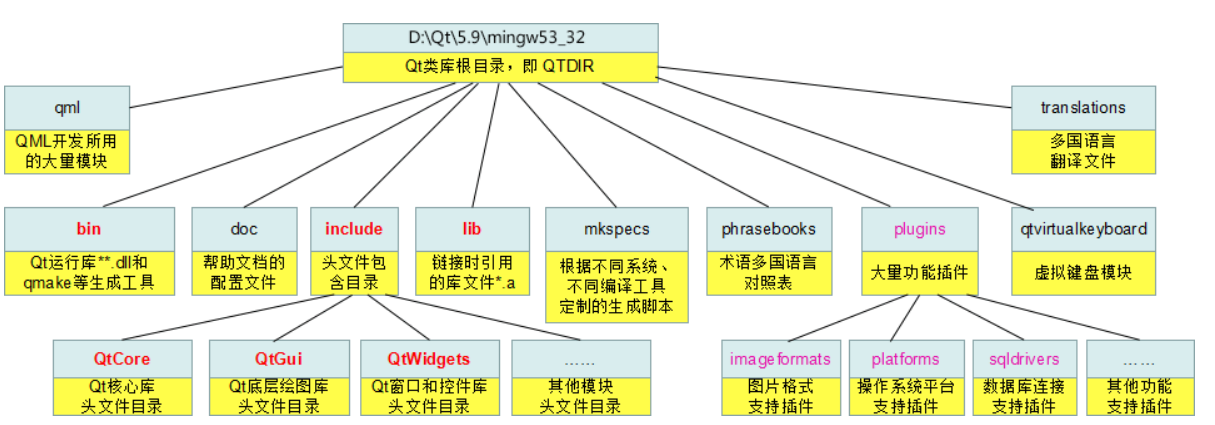 D:\Qt\5.9\mingw53_32
Qt类库根目录，即 QTDIR
qml
QML开发所用
的大量模块
translations
多国语言
翻译文件
bin
Qt运行库**.dll和
qmake等生成工具
doc
帮助文档的
配置文件
include
头文件包
含目录
lib
链接时引用
的库文件*.a
mkspecs
根据不同系统、
不同编译工具
定制的生成脚本
phrasebooks
术语多国语言
对照表
plugins
大量功能插件
qtvirtualkeyboard
虚拟键盘模块
QtCore
Qt核心库
头文件目录
QtGui
Qt底层绘图库
头文件目录
QtWidgets
Qt窗口和控件库
头文件目录
……
其他模块
头文件目录
imageformats
图片格式
支持插件
platforms
操作系统平台
支持插件
sqldrivers
数据库连接
支持插件
……
其他功能
支持插件